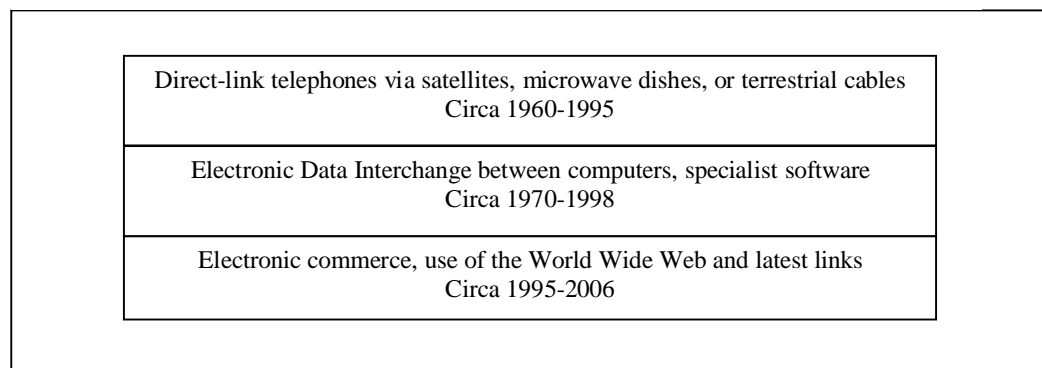 Direct-link telephones via satellites, microwave dishes, or terrestrial cables
Circa 1960-1995
Electronic Data Interchange between computers, specialist software
Circa 1970-1998
Electronic commerce, use of the World Wide Web and latest links
Circa 1995-2006